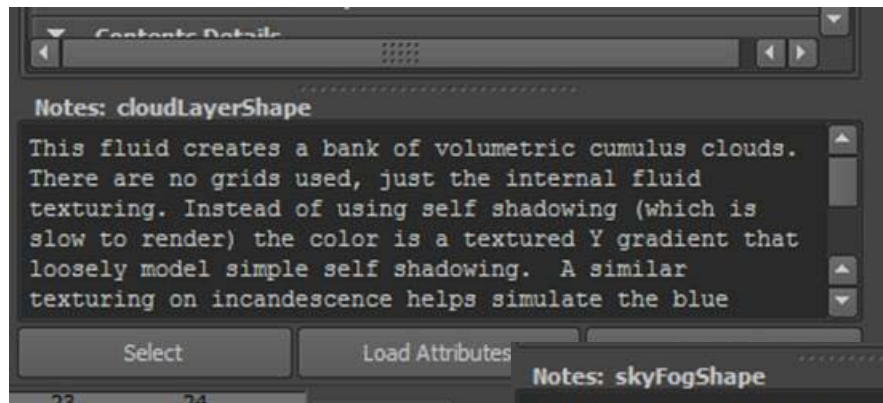 Contents Details
Notes: cloudLayerShape
This fluid creates a bank of volumetric cumulus clouds.
There are no grids used, just the internal fluid
texturing. Instead of using self shadowing (which is
slow to render) the color is a textured Y gradient that
loosely model simple self shadowing. A similar
texturing on incandescence helps simulate the blue
Select Load Attributes
Notes: skyFogShape
23 24